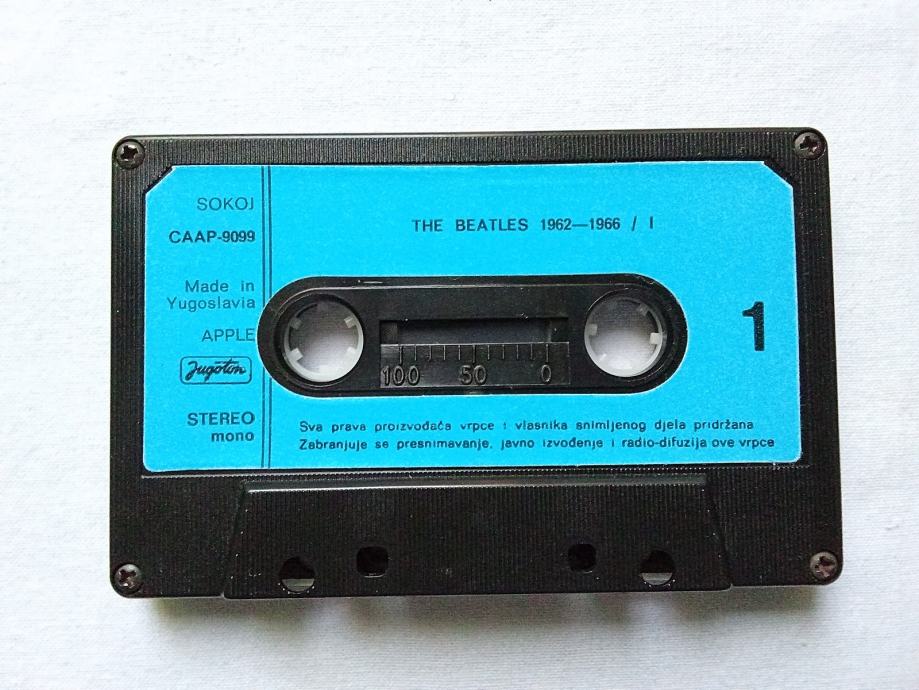 SOKOJ
CAAP-9099
Made in
Yugoslavia
APPLE
Jugoton
STEREO
mono
THE BEATLES 1962—1966 / I
1
100 50 0
Sva prava proizvođača vrpce i vlasnika snimljenog djela pridržana
Zabranjuje se presnimavanje, javno izvođenje i radio-difuzija ove vrpce